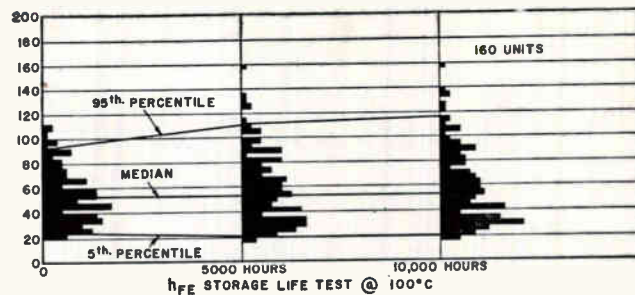 200
180
160
140
120
100
80
60
40
20
0
160 UNITS
95th. PERCENTILE
MEDIAN
5th. PERCENTILE
5000 HOURS
10,000 HOURS
hFE STORAGE LIFE TEST @ 100°C